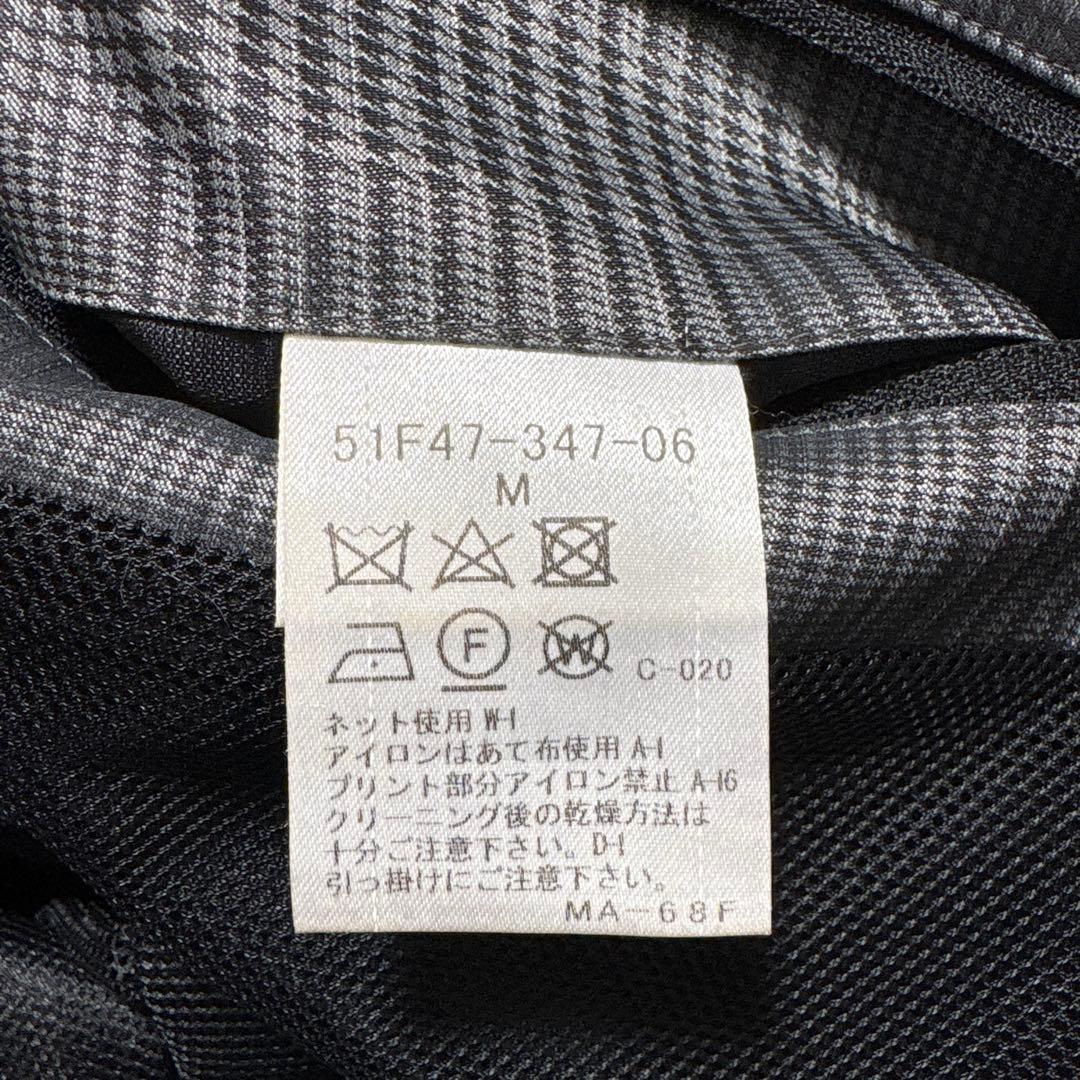 51F47-347-06
M
F W C-020
ネット使用 W-1
アイロンはあて布使用 A-1
プリント部分アイロン禁止 A-16
クリーニング後の乾燥方法は
十分ご注意下さい。D-1
引っ掛けにご注意下さい。
MA-68F